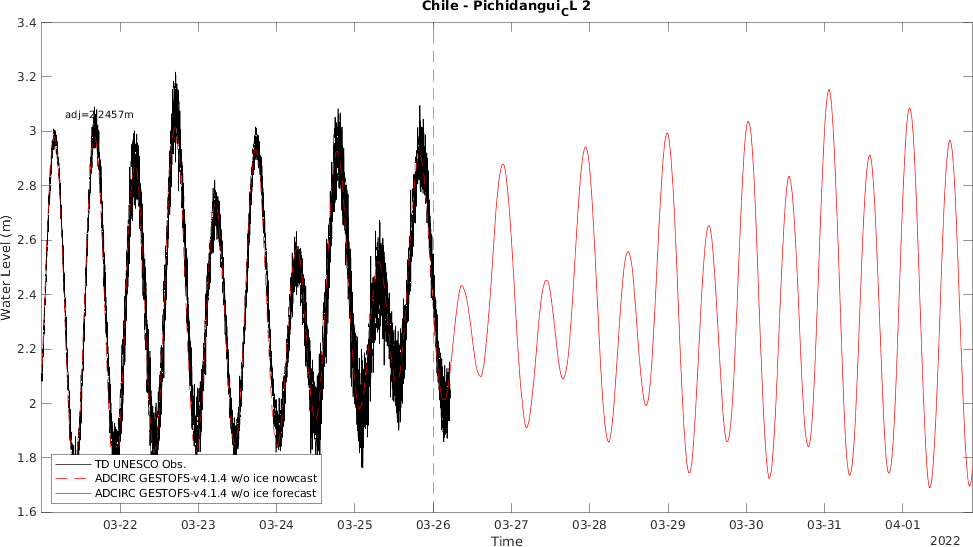 Chile - Pichidangui_CL 2
adj=2.2457m
3.4
3.2
3
2.8
2.6
2.4
2.2
2
1.8
1.6
Water Level (m)
TD UNESCO Obs.
ADCIRC GESTOFS-v4.1.4 w/o ice nowcast
ADCIRC GESTOFS-v4.1.4 w/o ice forecast
03-22 03-23 03-24 03-25 03-26 03-27 03-28 03-29 03-30 03-31 04-01
Time
2022